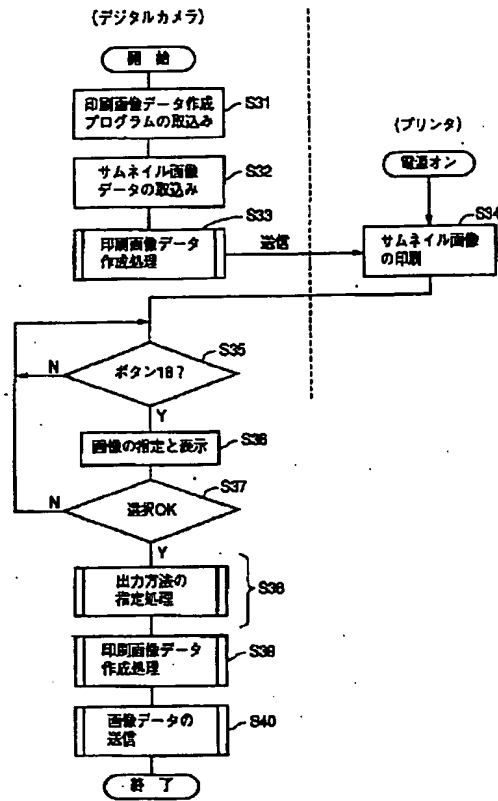 (デジタルカメラ)
開 始
印刷画像データ作成
プログラムの取込み
S31
(プリンタ)
サムネイル画像
データの取込み
S32
電源オン
S33
印刷画像データ
作成処理
送信
S34
サムネイル画像
の印刷
S35
ボタン18?
N
Y
画像の指定と表示
S36
S37
選択OK
N
Y
出力方法の
指定処理
S38
印刷画像データ
作成処理
S39
画像データの
送信
S40
終 了